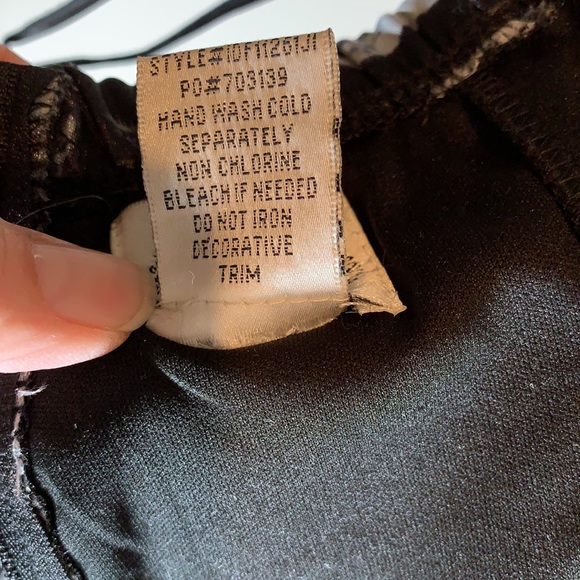 STYLE#10F11261J1
PO#703139
HAND WASH COLD
SEPARATELY
NON CHLORINE
BLEACH IF NEEDED
DO NOT IRON
DECORATIVE
TRIM